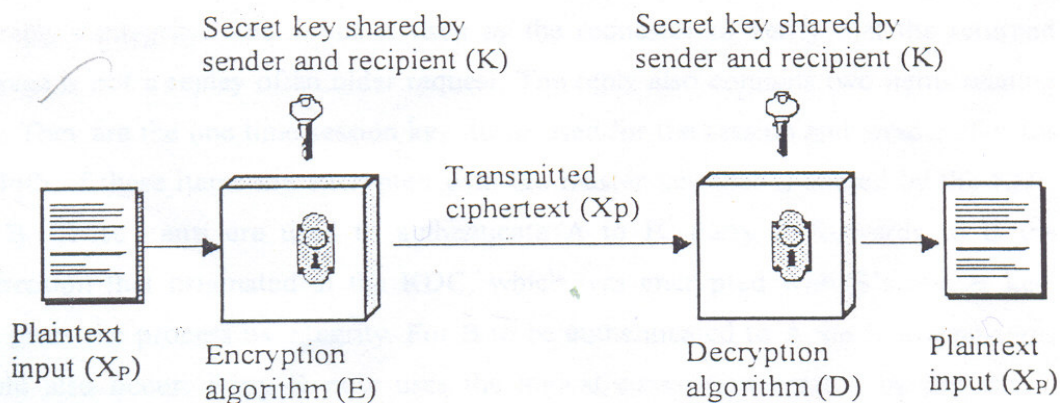 Secret key shared by
sender and recipient (K)
Secret key shared by
sender and recipient (K)
Transmitted
ciphertext (Xp)
Plaintext
input (XP)
Encryption
algorithm (E)
Decryption
algorithm (D)
Plaintext
input (XP)